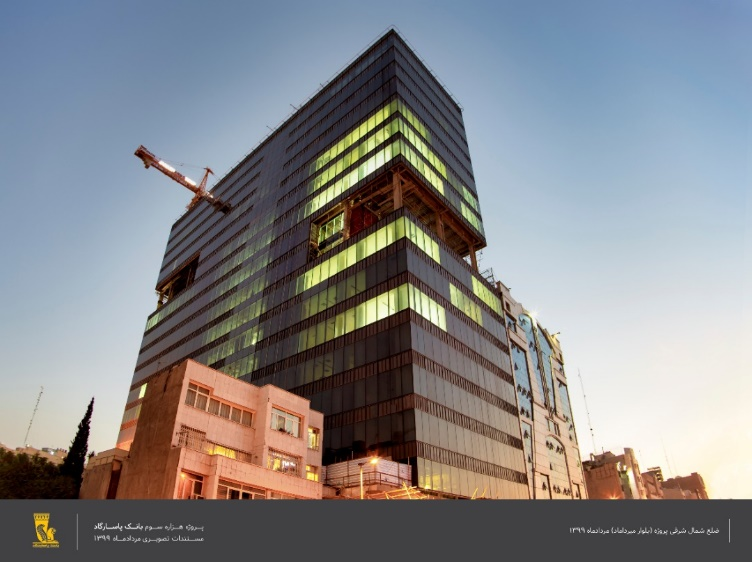 پروژه هزاره سوم بانک پاسارگاد
مستندات تصویری مردادماه ۱۳۹۹
ضلع شمال شرقی پروژه (بلوار میرداماد) مردادماه ۱۳۹۹